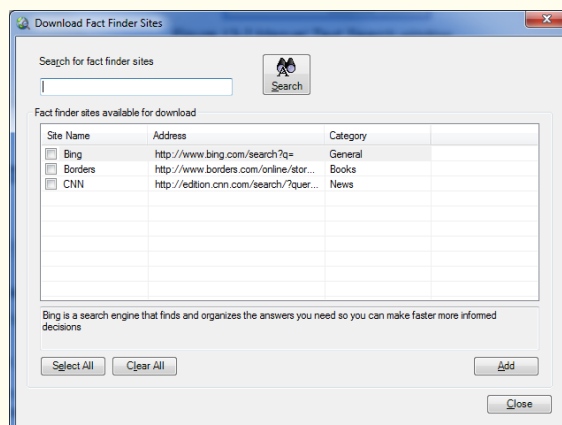 Download Fact Finder Sites
Search for fact finder sites
Search
Fact finder sites available for download
Site Name Address Category
Bing http://www.bing.com/search?q= General
Borders http://www.borders.com/online/stor... Books
CNN http://edition.cnn.com/search/?quer... News
Bing is a search engine that finds and organizes the answers you need so you can make faster more informed
decisions
Select All Clear All Add
Close